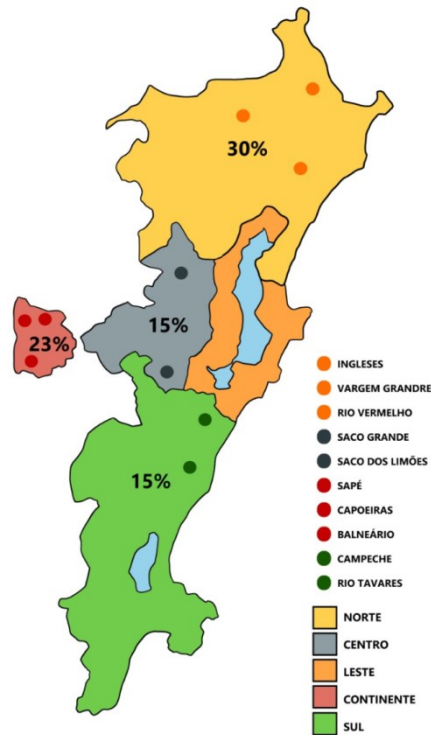 30%
15%
23%
15%
INGLESES
VARGEM GRANDRE
RIO VERMELHO
SACO GRANDE
SACO DOS LIMÕES
SAPÉ
CAPOEIRAS
BALNEÁRIO
CAMPECHE
RIO TAVARES
NORTE
CENTRO
LESTE
CONTINENTE
SUL